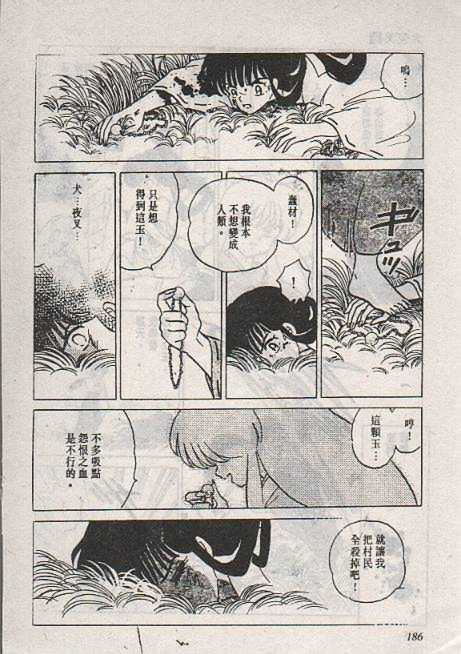 嗚…
ギュッ
蠢材！
我根本
不想變成
人類。
！
只是想
得到這玉！
犬…夜叉…
哼！
這顆玉…
不多吸點
怨恨之血
是不行的。
就讓我
把村民
全殺掉吧！
186